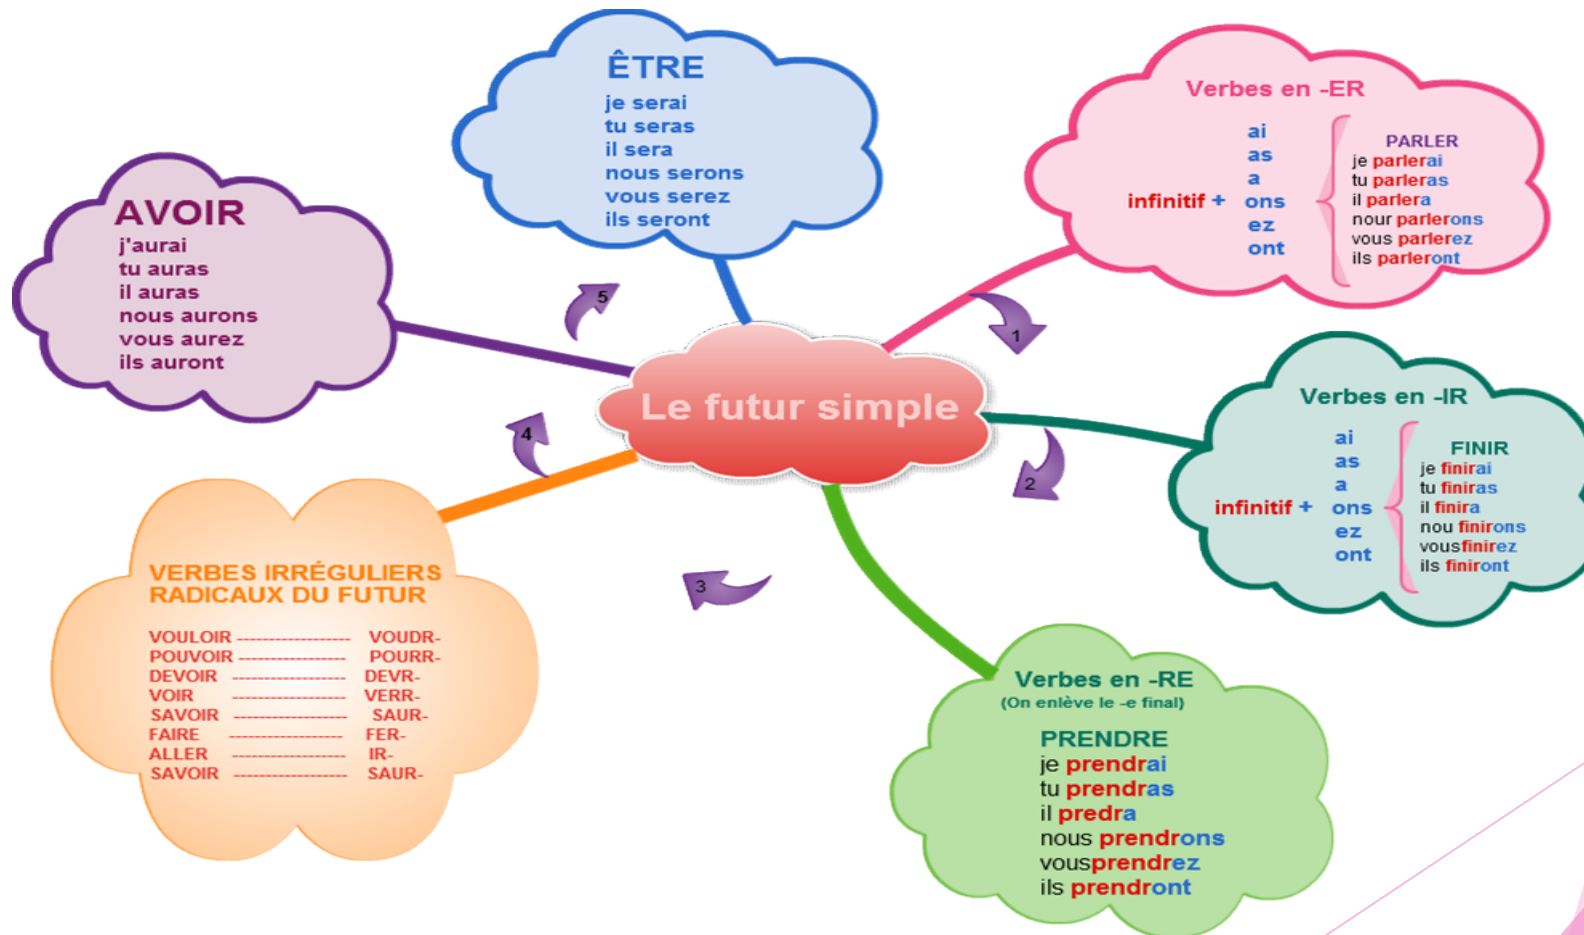 Le futur simple
Verbes en -ER
infinitif +
ai
as
a
ons
ez
ont
PARLER
je parlerai
tu parleras
il parlera
nour parlerons
vous parlerez
ils parleront
1
Verbes en -IR
infinitif +
ai
as
a
ons
ez
ont
FINIR
je finirai
tu finiras
il finira
nou finirons
vousfinirez
ils finiront
2
Verbes en -RE
(On enlève le -e final)
PRENDRE
je prendrai
tu prendras
il predra
nous prendrons
vousprendrez
ils prendront
3
VERBES IRRÉGULIERS
RADICAUX DU FUTUR
VOULOIR ------------------ VOUDR-
POUVOIR ------------------ POURR-
DEVOIR ------------------ DEVR-
VOIR ------------------ VERR-
SAVOIR ------------------ SAUR-
FAIRE ------------------ FER-
ALLER ------------------ IR-
SAVOIR ------------------ SAUR-
4
AVOIR
j'aurai
tu auras
il auras
nous aurons
vous aurez
ils auront
5
ÊTRE
je serai
tu seras
il sera
nous serons
vous serez
ils seront